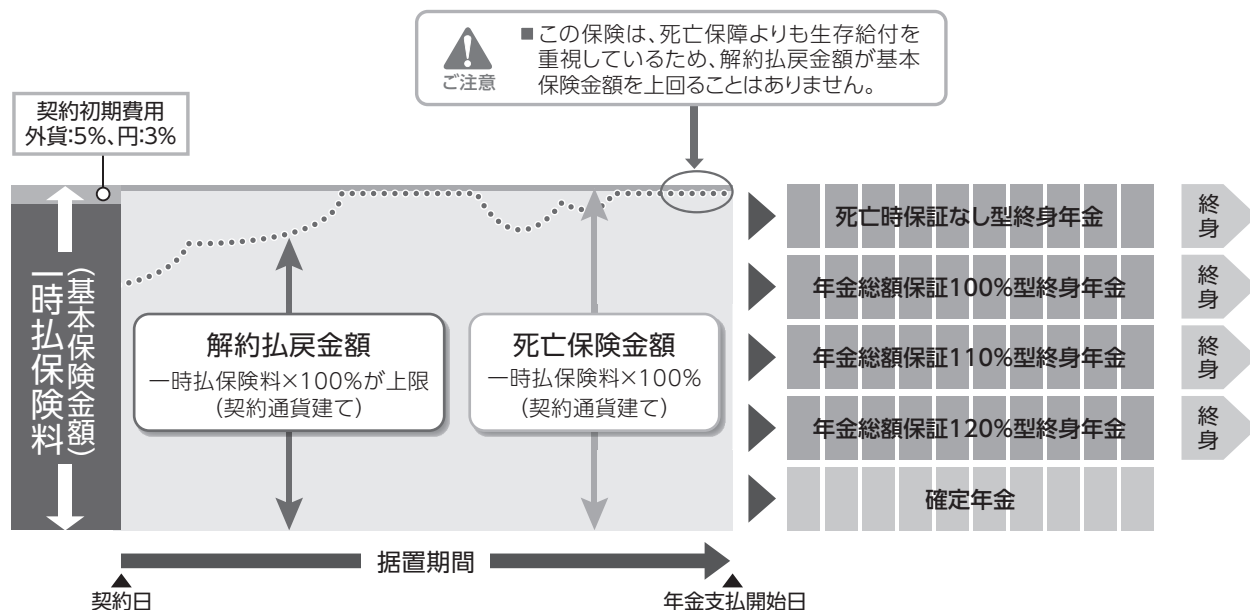 ご注意
■この保険は、死亡保障よりも生存給付を
重視しているため、解約払戻金額が基本
保険金額を上回ることはありません。
契約初期費用
外貨:5%、円:3%
一時払保険料
(基本保険金額)
解約払戻金額
一時払保険料×100%が上限
(契約通貨建て)
死亡保険金額
一時払保険料×100%
(契約通貨建て)
死亡時保証なし型終身年金
終身
年金総額保証100%型終身年金
終身
年金総額保証110%型終身年金
終身
年金総額保証120%型終身年金
終身
確定年金
据置期間
契約日
年金支払開始日